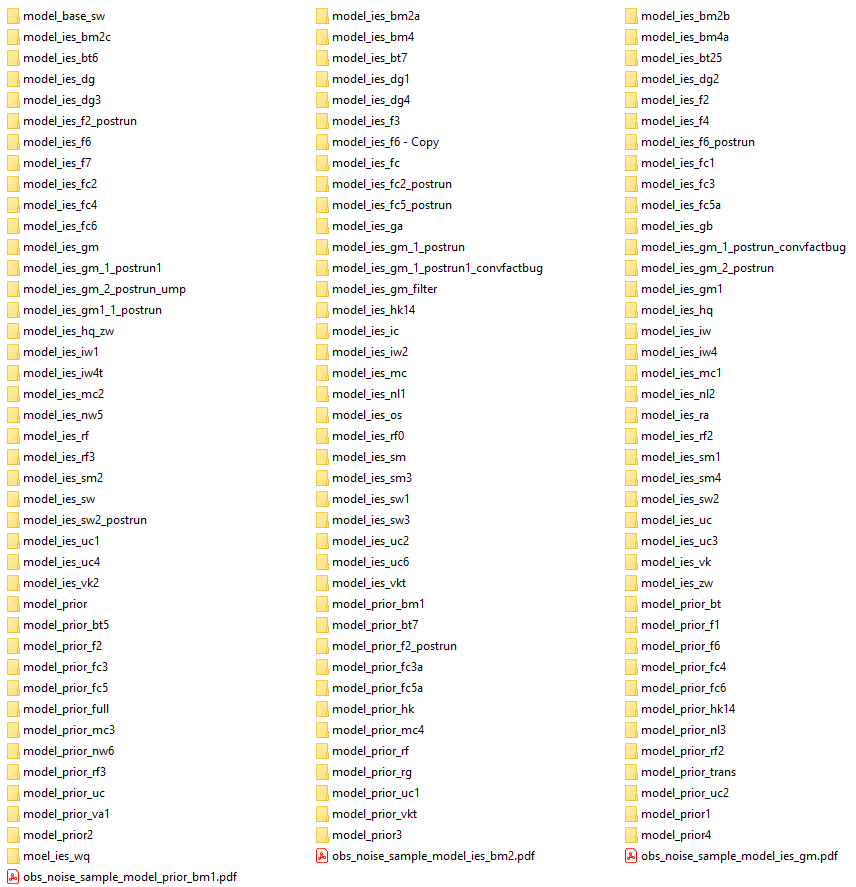 model_base_sw model_ies_bm2a model_ies_bm2b
model_ies_bm2c model_ies_bm4 model_ies_bm4a
model_ies_bt6 model_ies_bt7 model_ies_bt25
model_ies_dg model_ies_dg1 model_ies_dg2
model_ies_dg3 model_ies_dg4 model_ies_f2
model_ies_f2_postrun model_ies_f3 model_ies_f4
model_ies_f6 model_ies_f6 - Copy model_ies_f6_postrun
model_ies_f7 model_ies_fc model_ies_fc1
model_ies_fc2 model_ies_fc2_postrun model_ies_fc3
model_ies_fc4 model_ies_fc5_postrun model_ies_fc5a
model_ies_fc6 model_ies_ga model_ies_gb
model_ies_gm model_ies_gm_1_postrun model_ies_gm_1_postrun_convfactbug
model_ies_gm_1_postrun1 model_ies_gm_1_postrun1_convfactbug model_ies_gm_2_postrun
model_ies_gm_2_postrun_ump model_ies_gm_filter model_ies_gm1
model_ies_gm1_1_postrun model_ies_hk14 model_ies_hq
model_ies_hq_zw model_ies_ic model_ies_iw
model_ies_iw1 model_ies_iw2 model_ies_iw4
model_ies_iw4t model_ies_mc model_ies_mc1
model_ies_mc2 model_ies_nl1 model_ies_nl2
model_ies_nw5 model_ies_os model_ies_ra
model_ies_rf model_ies_rf0 model_ies_rf2
model_ies_rf3 model_ies_sm model_ies_sm1
model_ies_sm2 model_ies_sm3 model_ies_sm4
model_ies_sw model_ies_sw1 model_ies_sw2
model_ies_sw2_postrun model_ies_sw3 model_ies_uc
model_ies_uc1 model_ies_uc2 model_ies_uc3
model_ies_uc4 model_ies_uc6 model_ies_vk
model_ies_vk2 model_ies_vkt model_ies_zw
model_prior model_prior_bm1 model_prior_bt
model_prior_bt5 model_prior_bt7 model_prior_f1
model_prior_f2 model_prior_f2_postrun model_prior_f6
model_prior_fc3 model_prior_fc3a model_prior_fc4
model_prior_fc5 model_prior_fc5a model_prior_fc6
model_prior_full model_prior_hk model_prior_hk14
model_prior_mc3 model_prior_mc4 model_prior_nl3
model_prior_nw6 model_prior_rf model_prior_rf2
model_prior_rf3 model_prior_rg model_prior_trans
model_prior_uc model_prior_uc1 model_prior_uc2
model_prior_va1 model_prior_vkt model_prior1
model_prior2 model_prior3 model_prior4
moel_ies_wq obs_noise_sample_model_ies_bm2.pdf obs_noise_sample_model_ies_gm.pdf
obs_noise_sample_model_prior_bm1.pdf